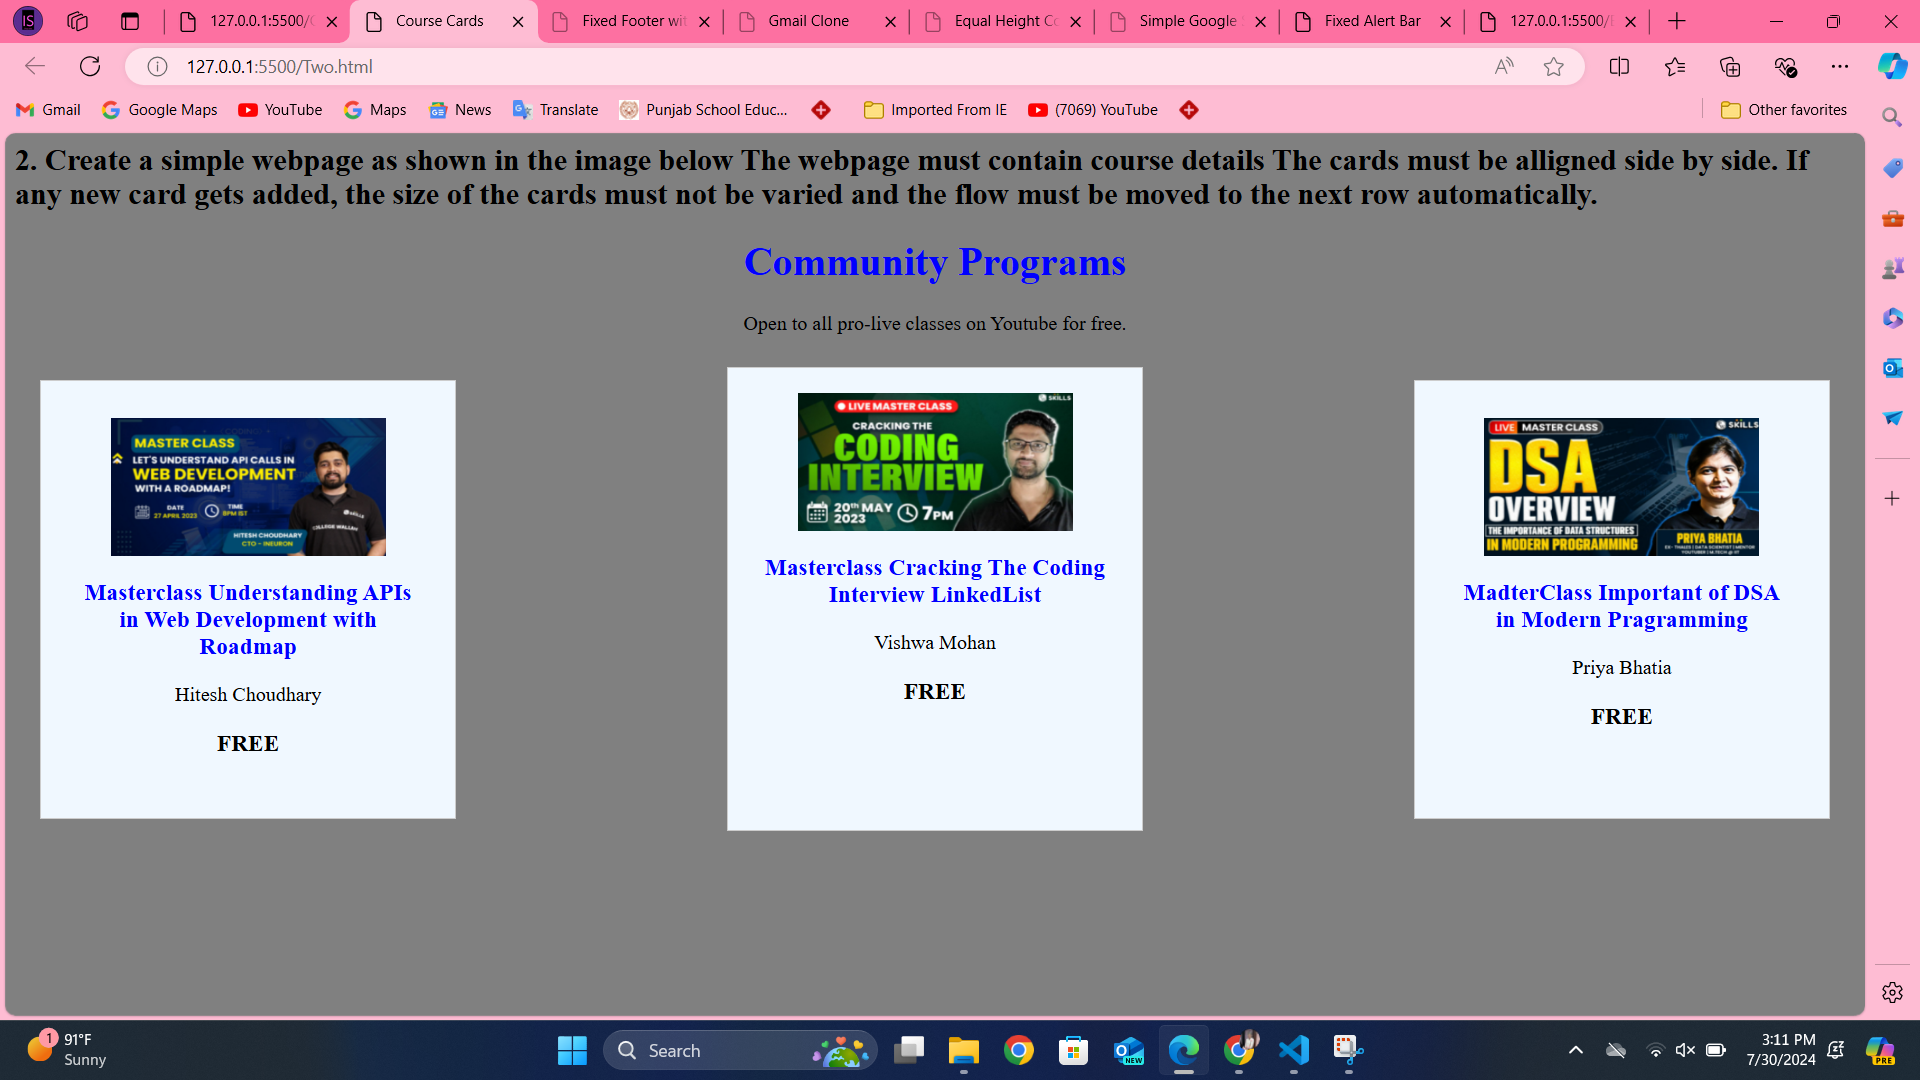 127.0.0.1:5500/
Course Cards
Fixed Footer wit
Gmail Clone
Equal Height Co
Simple Google
Fixed Alert Bar
127.0.0.1:5500/
127.0.0.1:5500/Two.html
Gmail
Google Maps
YouTube
Maps
News
Translate
Punjab School Educ...
Imported From IE
(7069) YouTube
Other favorites
2. Create a simple webpage as shown in the image below The webpage must contain course details The cards must be alligned side by side. If
any new card gets added, the size of the cards must not be varied and the flow must be moved to the next row automatically.
Community Programs
Open to all pro-live classes on Youtube for free.
MASTER CLASS
LET'S UNDERSTAND API CALLS IN
WEB DEVELOPMENT
WITH A ROADMAP!
DATE
27 APRIL 2023
TIME
8PM IST
COLLEGE WALLAH
HITESH CHOUDHARY
CTO - INEURON
Masterclass Understanding APIs
in Web Development with
Roadmap
Hitesh Choudhary
FREE
SKILLS
LIVE MASTER CLASS
CRACKING THE
CODING
INTERVIEW
20TH MAY
2023
7PM
Masterclass Cracking The Coding
Interview LinkedList
Vishwa Mohan
FREE
LIVE MASTER CLASS
SKILLS
DSA
OVERVIEW
THE IMPORTANCE OF DATA STRUCTURES
IN MODERN PROGRAMMING
PRIYA BHATIA
MadterClass Important of DSA
in Modern Pragramming
Priya Bhatia
FREE
1
91°F
Sunny
Search
NEW
3:11 PM
7/30/2024
PRE